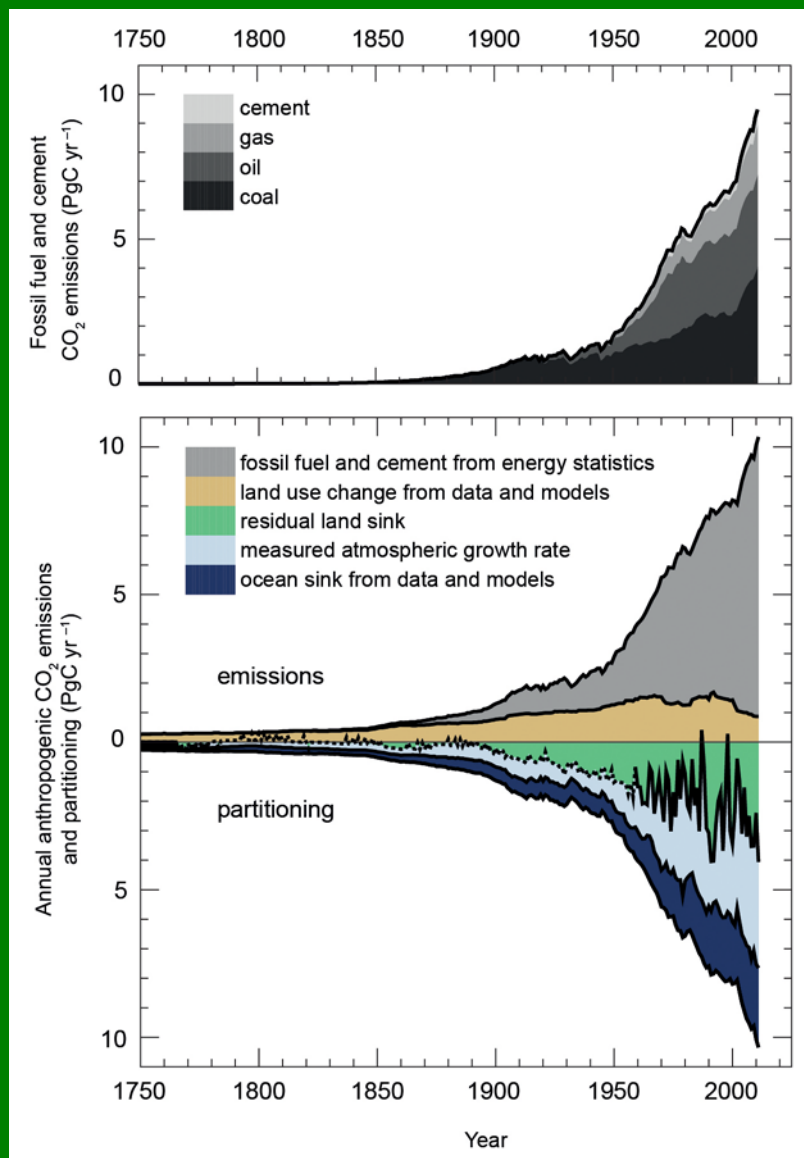 1750 1800 1850 1900 1950 2000
10
5
0
Fossil fuel and cement
CO₂ emissions (PgC yr⁻¹)
cement
gas
oil
coal
10
5
0
5
10
Annual anthropogenic CO₂ emissions
and partitioning (PgC yr⁻¹)
fossil fuel and cement from energy statistics
land use change from data and models
residual land sink
measured atmospheric growth rate
ocean sink from data and models
emissions
partitioning
1750 1800 1850 1900 1950 2000
Year